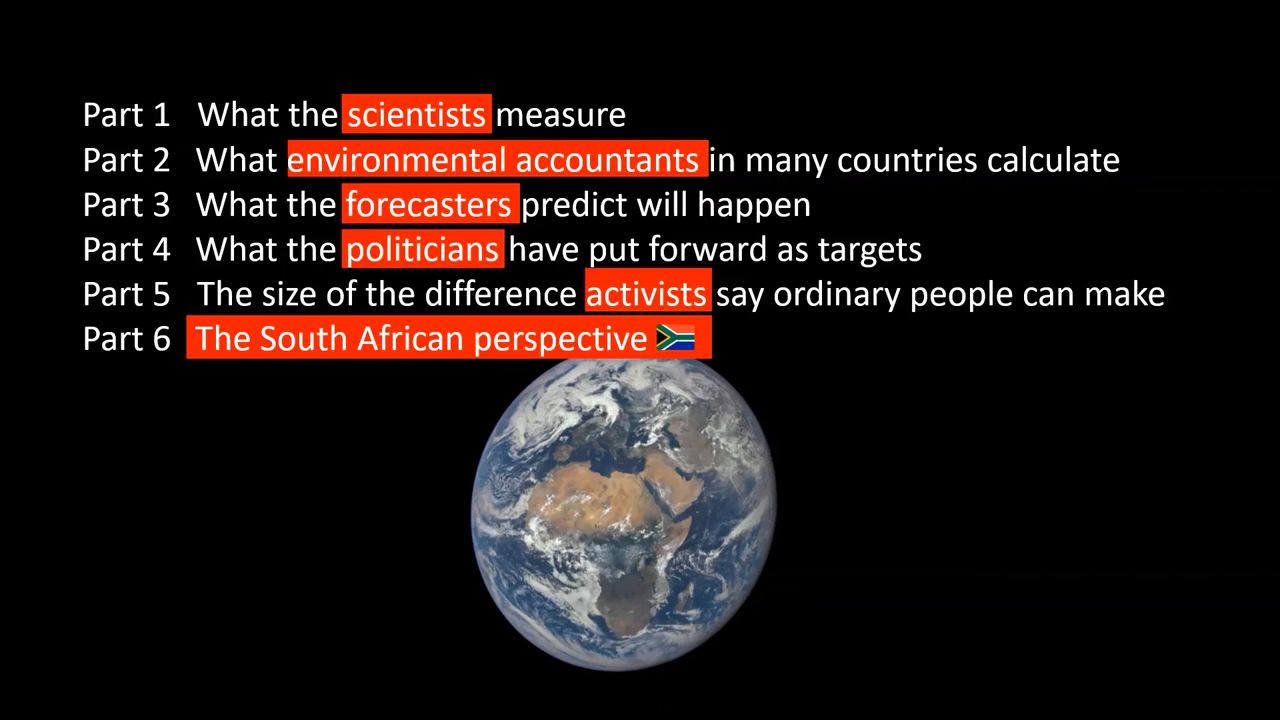 Part 1 What the scientists measure
Part 2 What environmental accountants in many countries calculate
Part 3 What the forecasters predict will happen
Part 4 What the politicians have put forward as targets
Part 5 The size of the difference activists say ordinary people can make
Part 6 The South African perspective 🇿🇦